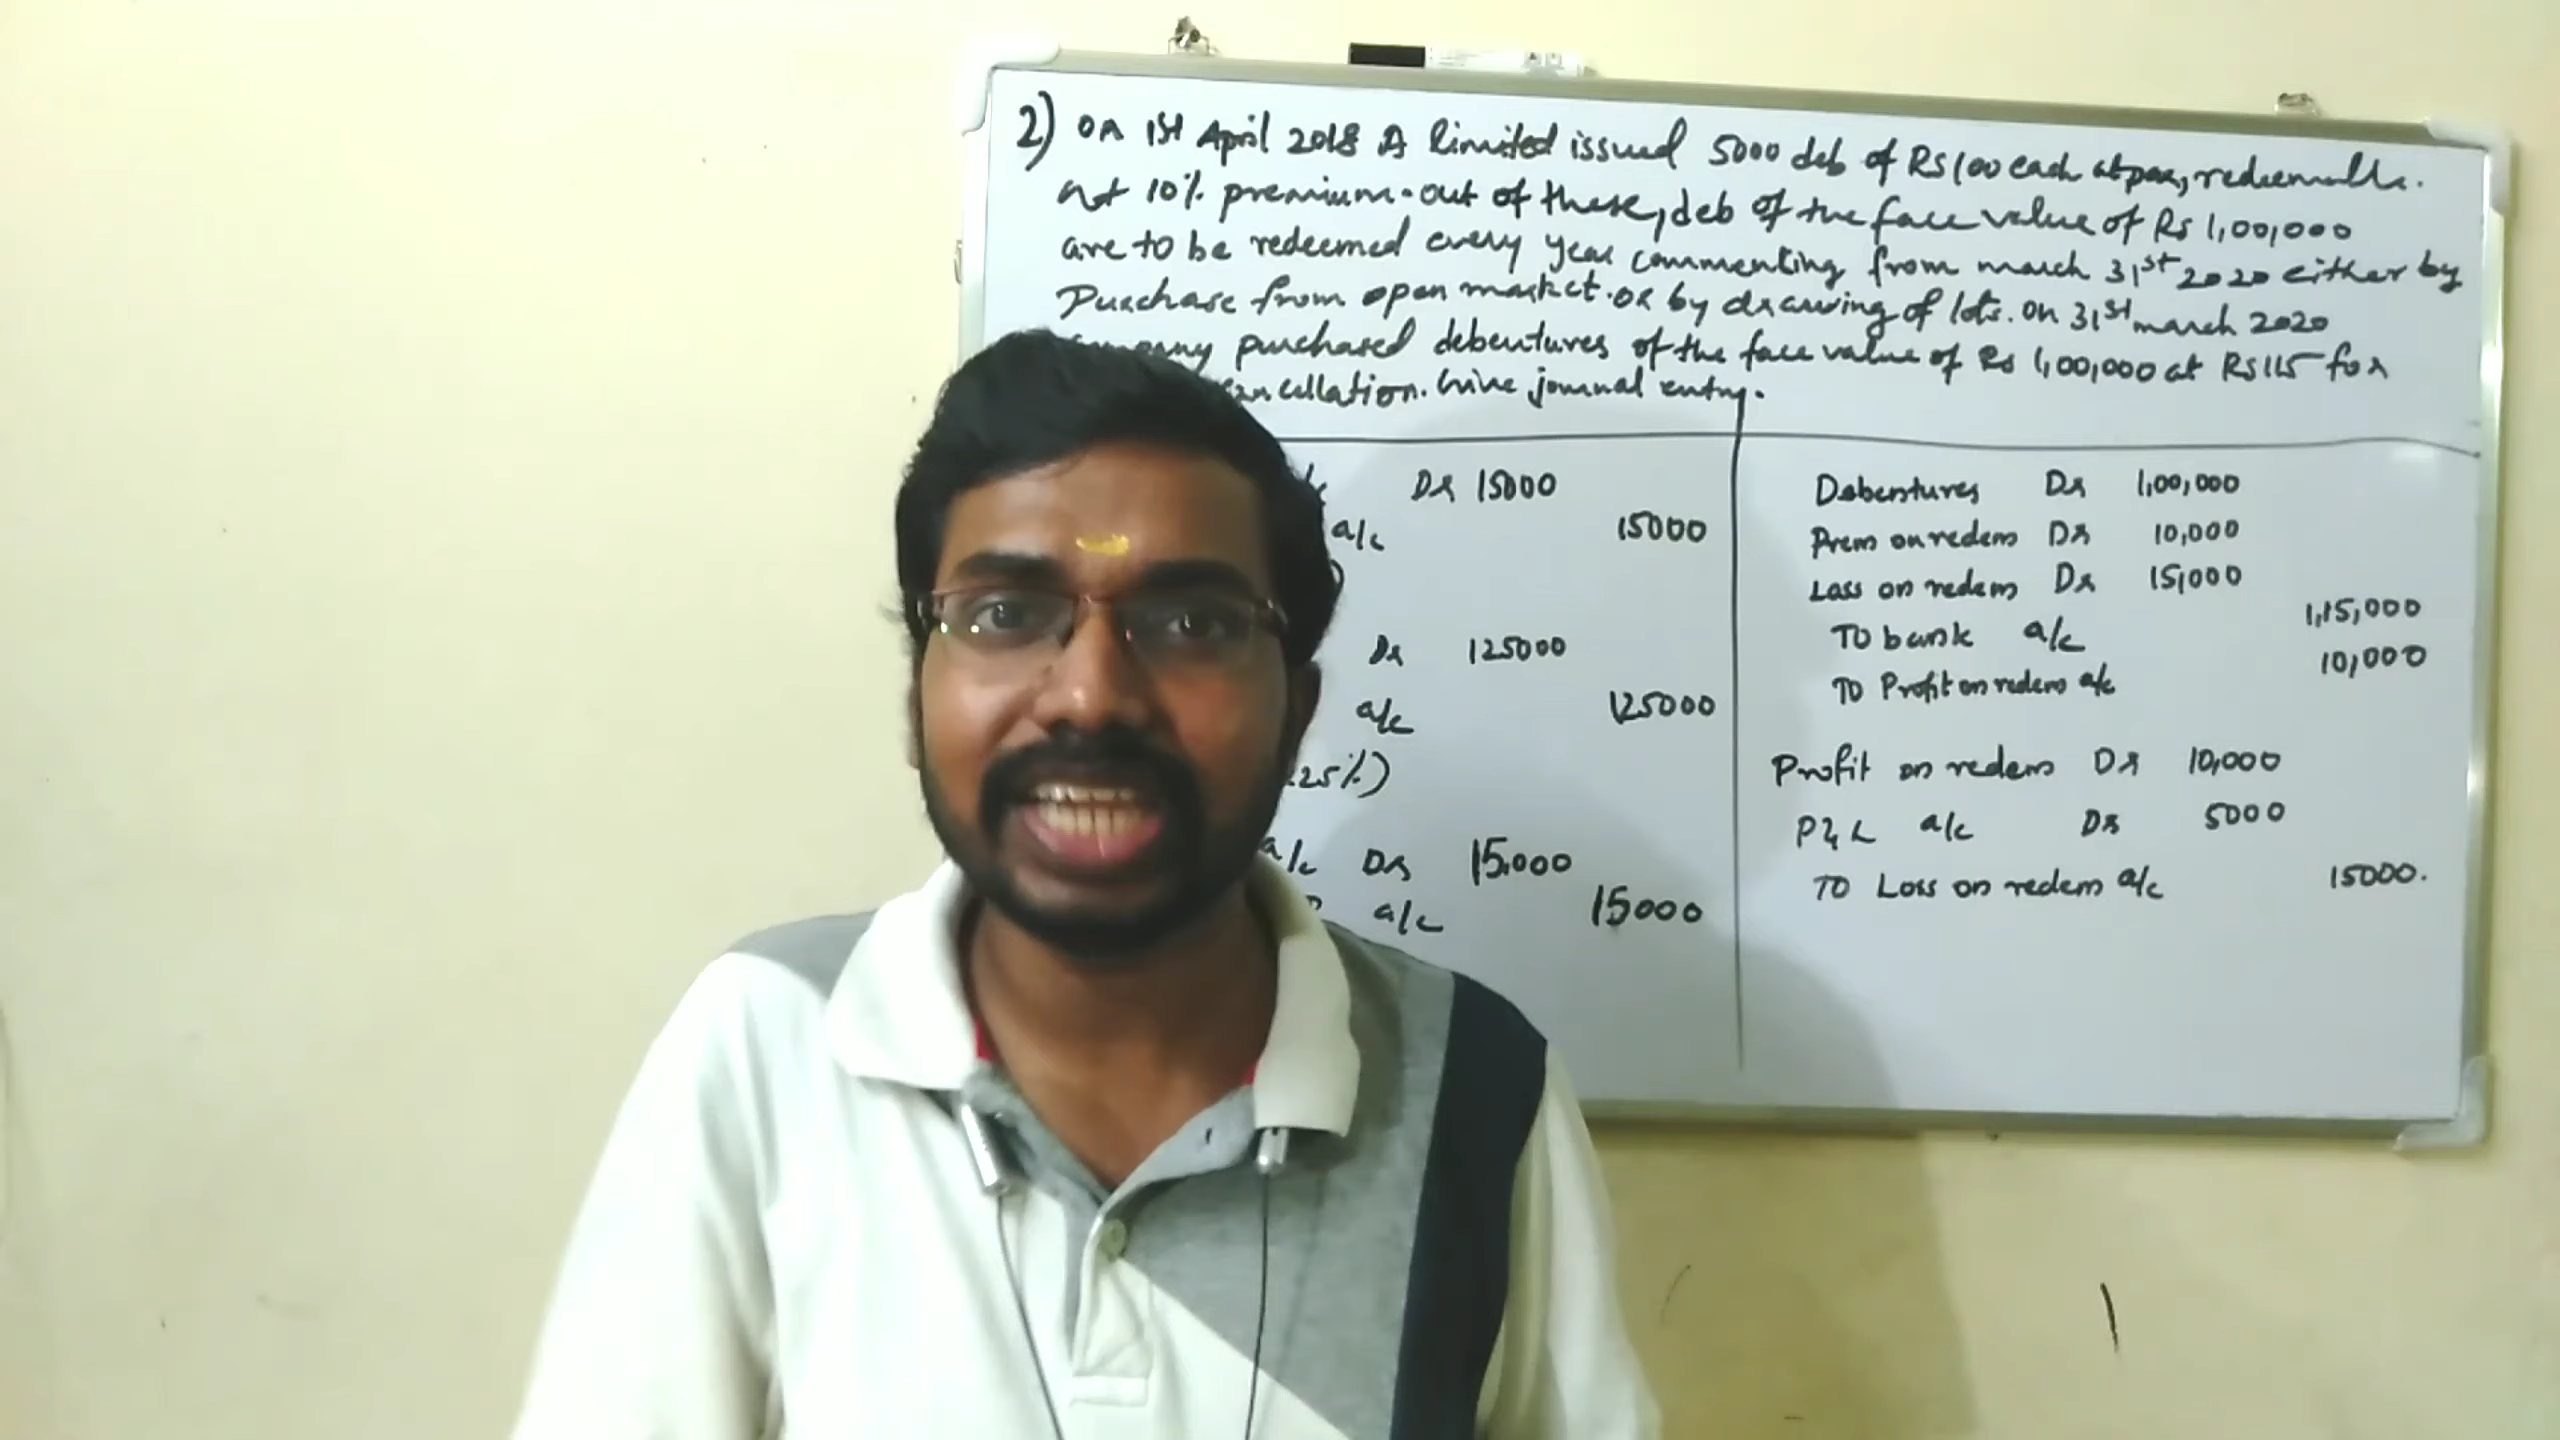 2) on 1st April 2018 A limited issued 5000 deb of Rs 100 each at par, redeemable.
at 10% premium. out of these, deb of the face value of Rs 1,00,000
are to be redeemed every year commenting from march 31st 2020 either by
Purchase from open market. or by drawing of lots. on 31st march 2020
purchased debentures of the face value of Rs 1,00,000 at Rs 115 for
cancellation. Give journal entry.
Dr 15000
a/c 15000
Dr 125000
a/c 125000
25%)
a/c Dr 15,000
a/c 15000
Debentures Dr 1,00,000
Prem on redem Dr 10,000
Loss on redem Dr 15,000
To bank a/c 1,15,000
To Profit on redem a/c 10,000
Profit on redem Dr 10,000
P & L a/c Dr 5000
To Loss on redem a/c 15000.